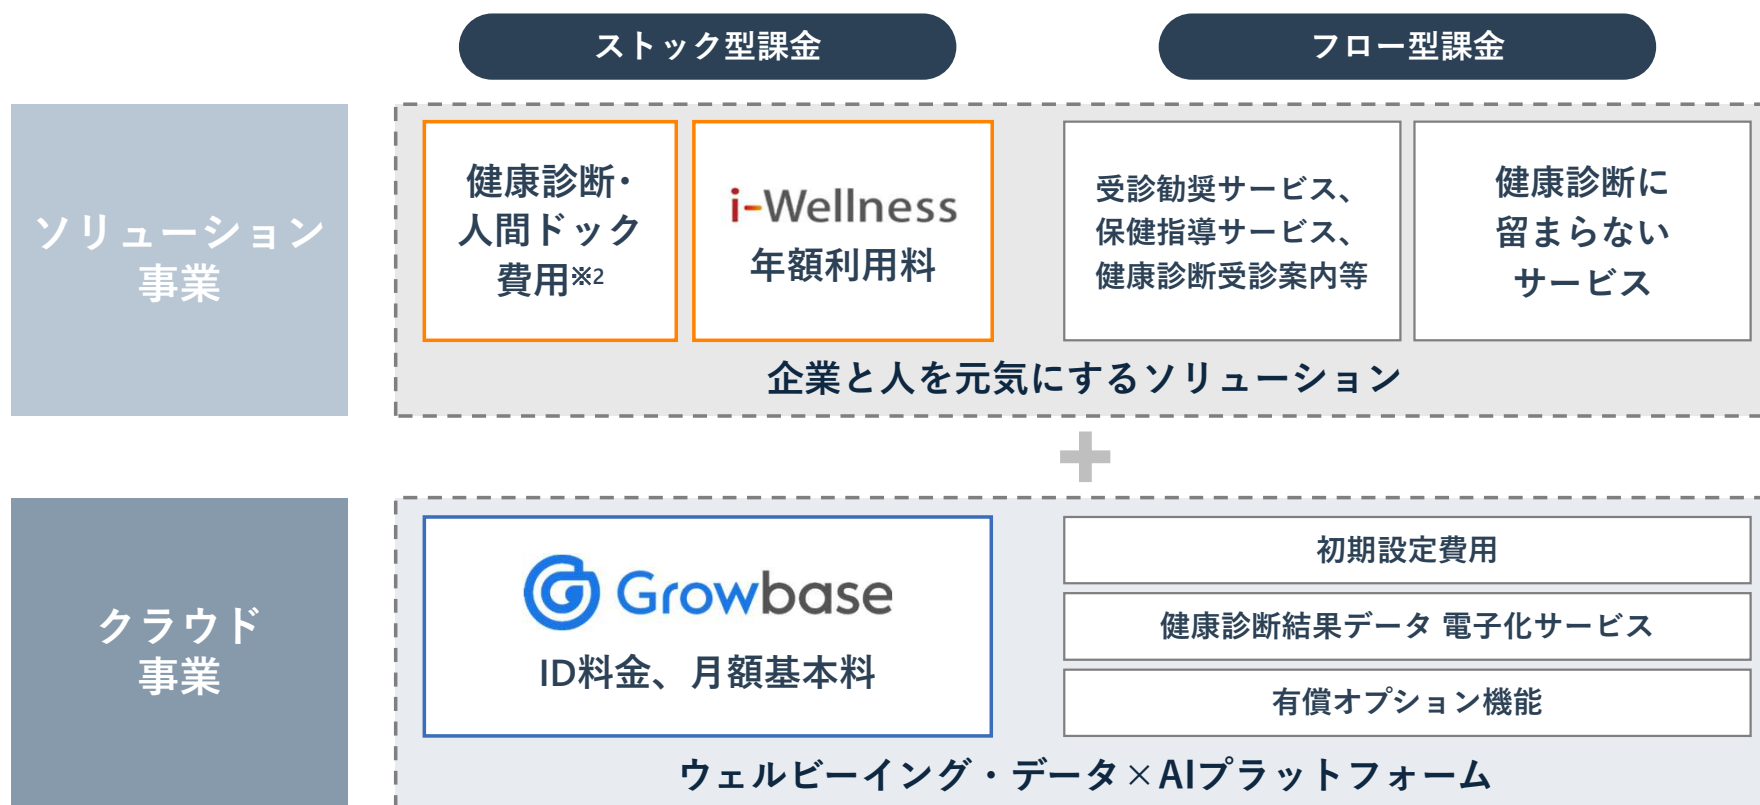 ストック型課金
フロー型課金
ソリューション
事業
健康診断・
人間ドック
費用※2
i-Wellness
年額利用料
受診勧奨サービス、
保健指導サービス、
健康診断受診案内等
健康診断に
留まらない
サービス
企業と人を元気にするソリューション
クラウド
事業
Growbase
ID料金、月額基本料
初期設定費用
健康診断結果データ 電子化サービス
有償オプション機能
ウェルビーイング・データ×AIプラットフォーム